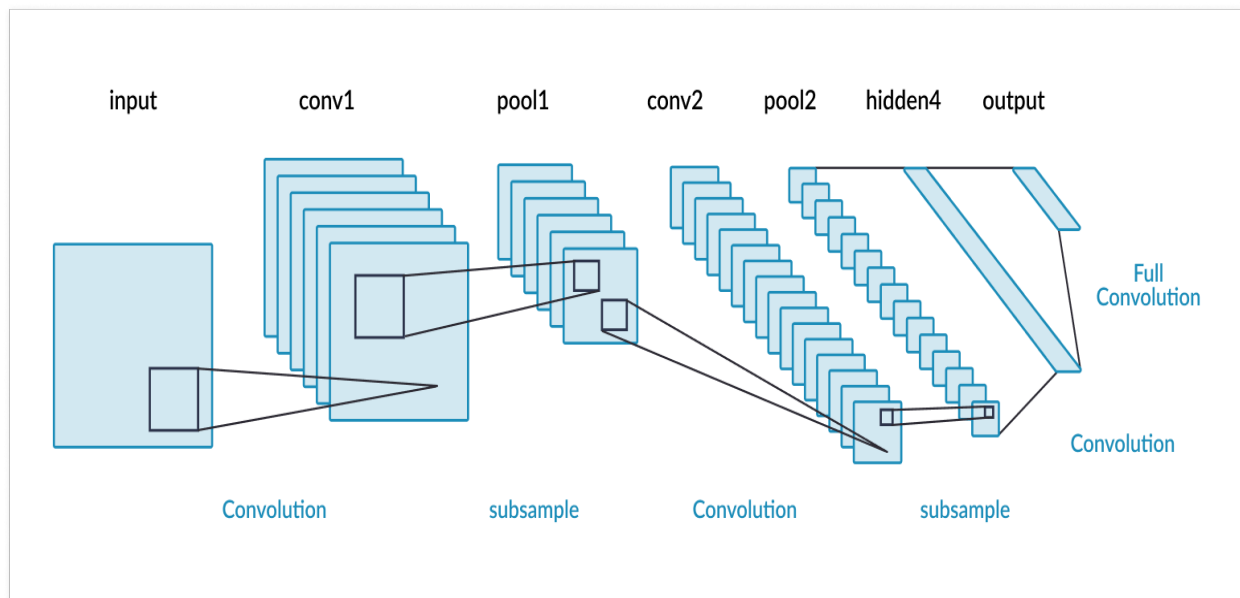 input
conv1
pool1
conv2
pool2
hidden4
output
Full
Convolution
Convolution
Convolution
subsample
Convolution
subsample